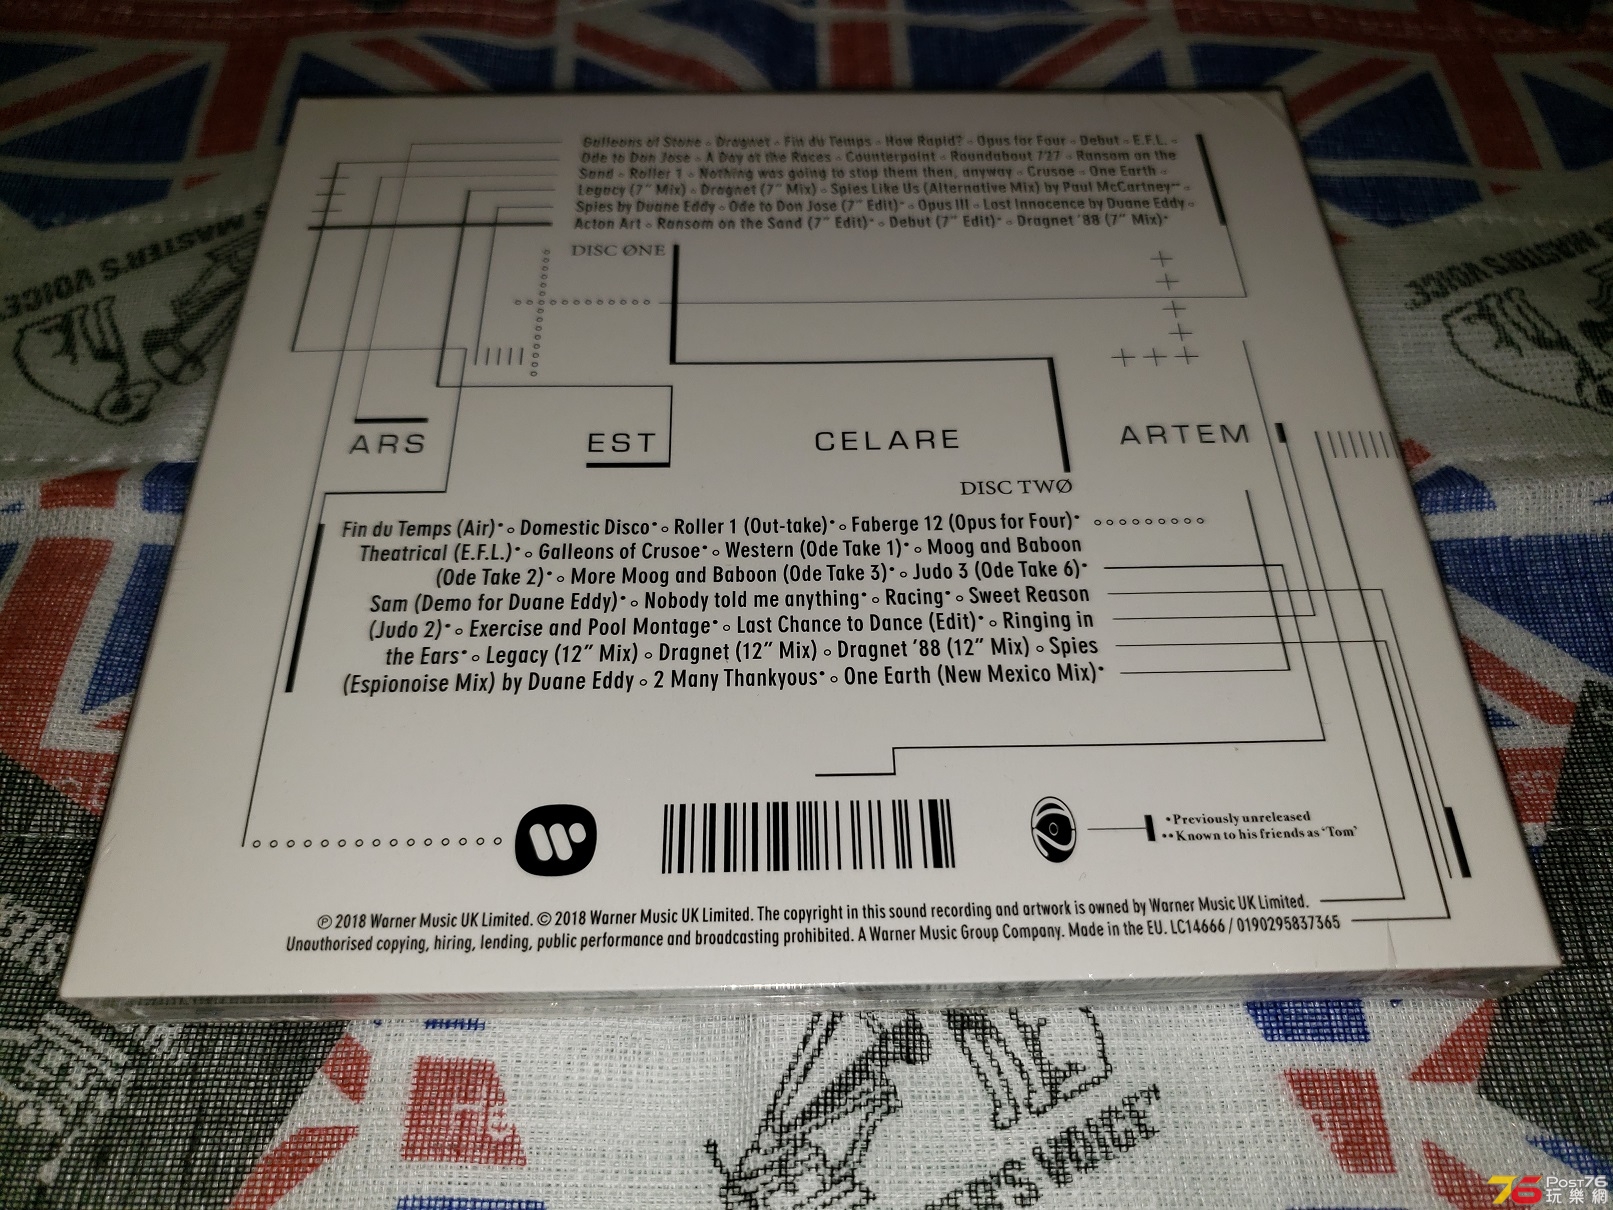 Galleons of Stone ∘ Dragnet ∘ Fin du Temps ∘ How Rapid? ∘ Opus for Four ∘ Debut ∘ E.F.L. ∘
Ode to Don Jose ∘ A Day at the Races ∘ Counterpoint ∘ Roundabout 727 ∘ Ransom on the
Sand ∘ Roller 1 ∘ Nothing was going to stop them then, anyway ∘ Crusoe ∘ One Earth ∘
Legacy (7″ Mix) ∘ Dragnet (7″ Mix) ∘ Spies Like Us (Alternative Mix) by Paul McCartney•• ∘
Spies by Duane Eddy ∘ Ode to Don Jose (7″ Edit)• ∘ Opus III ∘ Lost Innocence by Duane Eddy ∘
Acton Art ∘ Ransom on the Sand (7″ Edit)• ∘ Debut (7″ Edit)• ∘ Dragnet '88 (7″ Mix)•
DISC ØNE
ARS EST CELARE ARTEM
DISC TWØ
Fin du Temps (Air)• ∘ Domestic Disco• ∘ Roller 1 (Out-take)• ∘ Faberge 12 (Opus for Four)•
Theatrical (E.F.L.)• ∘ Galleons of Crusoe• ∘ Western (Ode Take 1)• ∘ Moog and Baboon
(Ode Take 2)• ∘ More Moog and Baboon (Ode Take 3)• ∘ Judo 3 (Ode Take 6)•
Sam (Demo for Duane Eddy)• ∘ Nobody told me anything• ∘ Racing• ∘ Sweet Reason
(Judo 2)• ∘ Exercise and Pool Montage• ∘ Last Chance to Dance (Edit)• ∘ Ringing in
the Ears• ∘ Legacy (12″ Mix) ∘ Dragnet (12″ Mix) ∘ Dragnet '88 (12″ Mix) ∘ Spies
(Espionoise Mix) by Duane Eddy ∘ 2 Many Thankyous• ∘ One Earth (New Mexico Mix)•
•Previously unreleased
••Known to his friends as 'Tom'
℗ 2018 Warner Music UK Limited. © 2018 Warner Music UK Limited. The copyright in this sound recording and artwork is owned by Warner Music UK Limited.
Unauthorised copying, hiring, lending, public performance and broadcasting prohibited. A Warner Music Group Company. Made in the EU. LC14666 / 0190295837365
MASTER'S VOICE
MASTER'S VOICE
'S VOICE
76 Post76
玩樂網